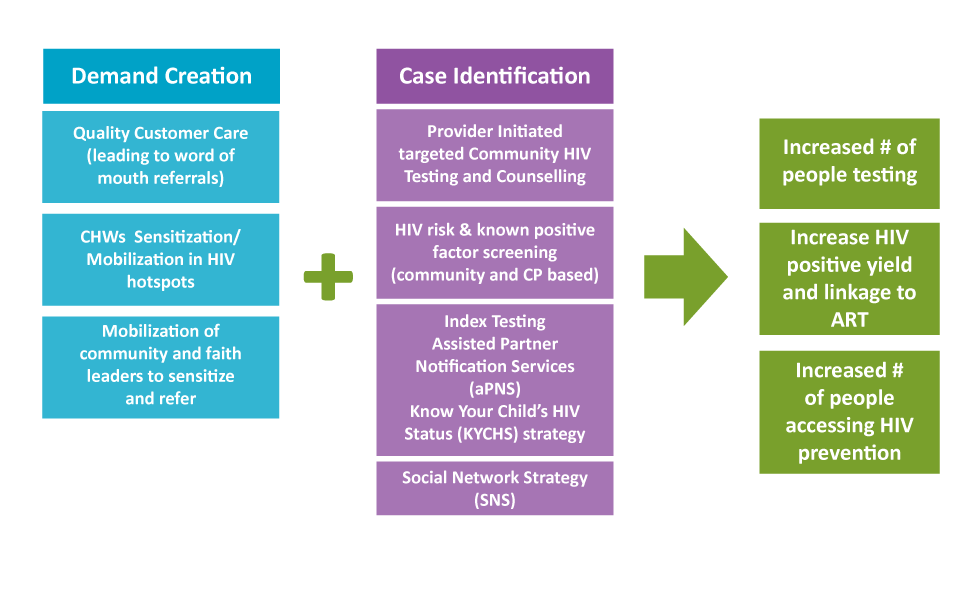 Demand Creation
Quality Customer Care
(leading to word of
mouth referrals)
CHWs  Sensitization/
Mobilization in HIV
hotspots
Mobilization of
community and faith
leaders to sensitize
and refer
Case Identification
Provider Initiated
targeted Community HIV
Testing and Counselling
HIV risk & known positive
factor screening
(community and CP based)
Index Testing
Assisted Partner
Notification Services
(aPNS)
Know Your Child's HIV
Status (KYCHS) strategy
Social Network Strategy
(SNS)
Increased # of
people testing
Increase HIV
positive yield
and linkage to
ART
Increased #
of people
accessing HIV
prevention